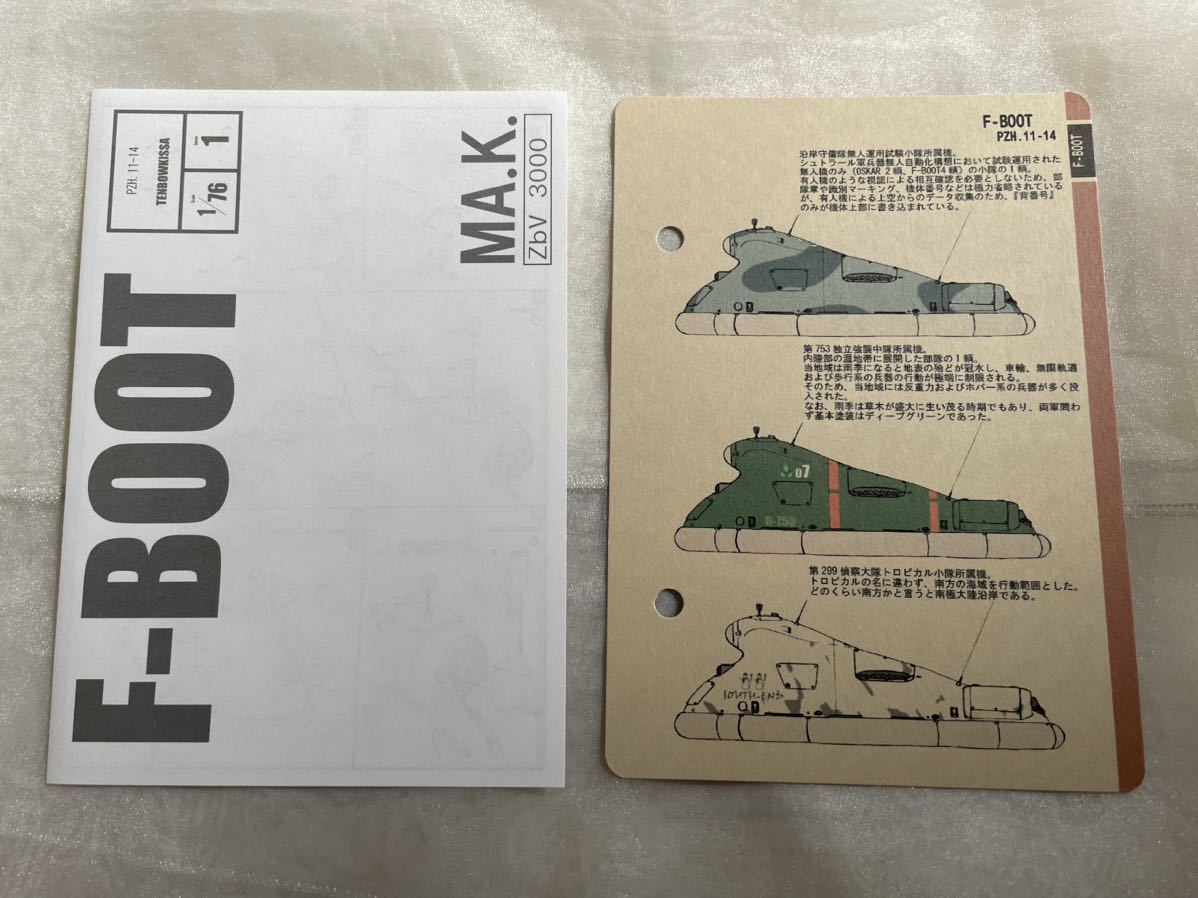 F-BOOT
PZH. 11-14
TENBOWKISSA
Scale
1/76
1
MA.K.
ZbV 3000
F-BOOT
PZH. 11-14
F-BOOT
沿岸守備隊無人運用試験小隊所属機。
シュトラール軍兵器無人自動化構想において試験運用された
無人機のみ(OSKAR 2 輌、F-BOOT4 輌)の小隊の1輌。
有人機のような視認による相互確認を必要としないため、部
隊章や識別マーキング、機体番号などは極力省略されている
が、有人機による上空からのデータ収集のため、『背番号』
のみが機体上部に書き込まれている。
第 753 独立強襲中隊所属機。
内陸部の湿地帯に展開した部隊の1輌。
当地域は雨季になると地表の殆どが冠水し、車輪、無限軌道
および歩行系の兵器の行動が極端に制限される。
そのため、当地域には反重力およびホバー系の兵器が多く投
入された。
なお、雨季は草木が盛大に生い茂る時期でもあり、両軍問わ
ず基本塗装はディープグリーンであった。
07
第 299 偵察大隊トロピカル小隊所属機。
トロピカルの名に違わず、南方の海域を行動範囲とした。
どのくらい南方かと言うと南極大陸沿岸である。
SOUTH-END